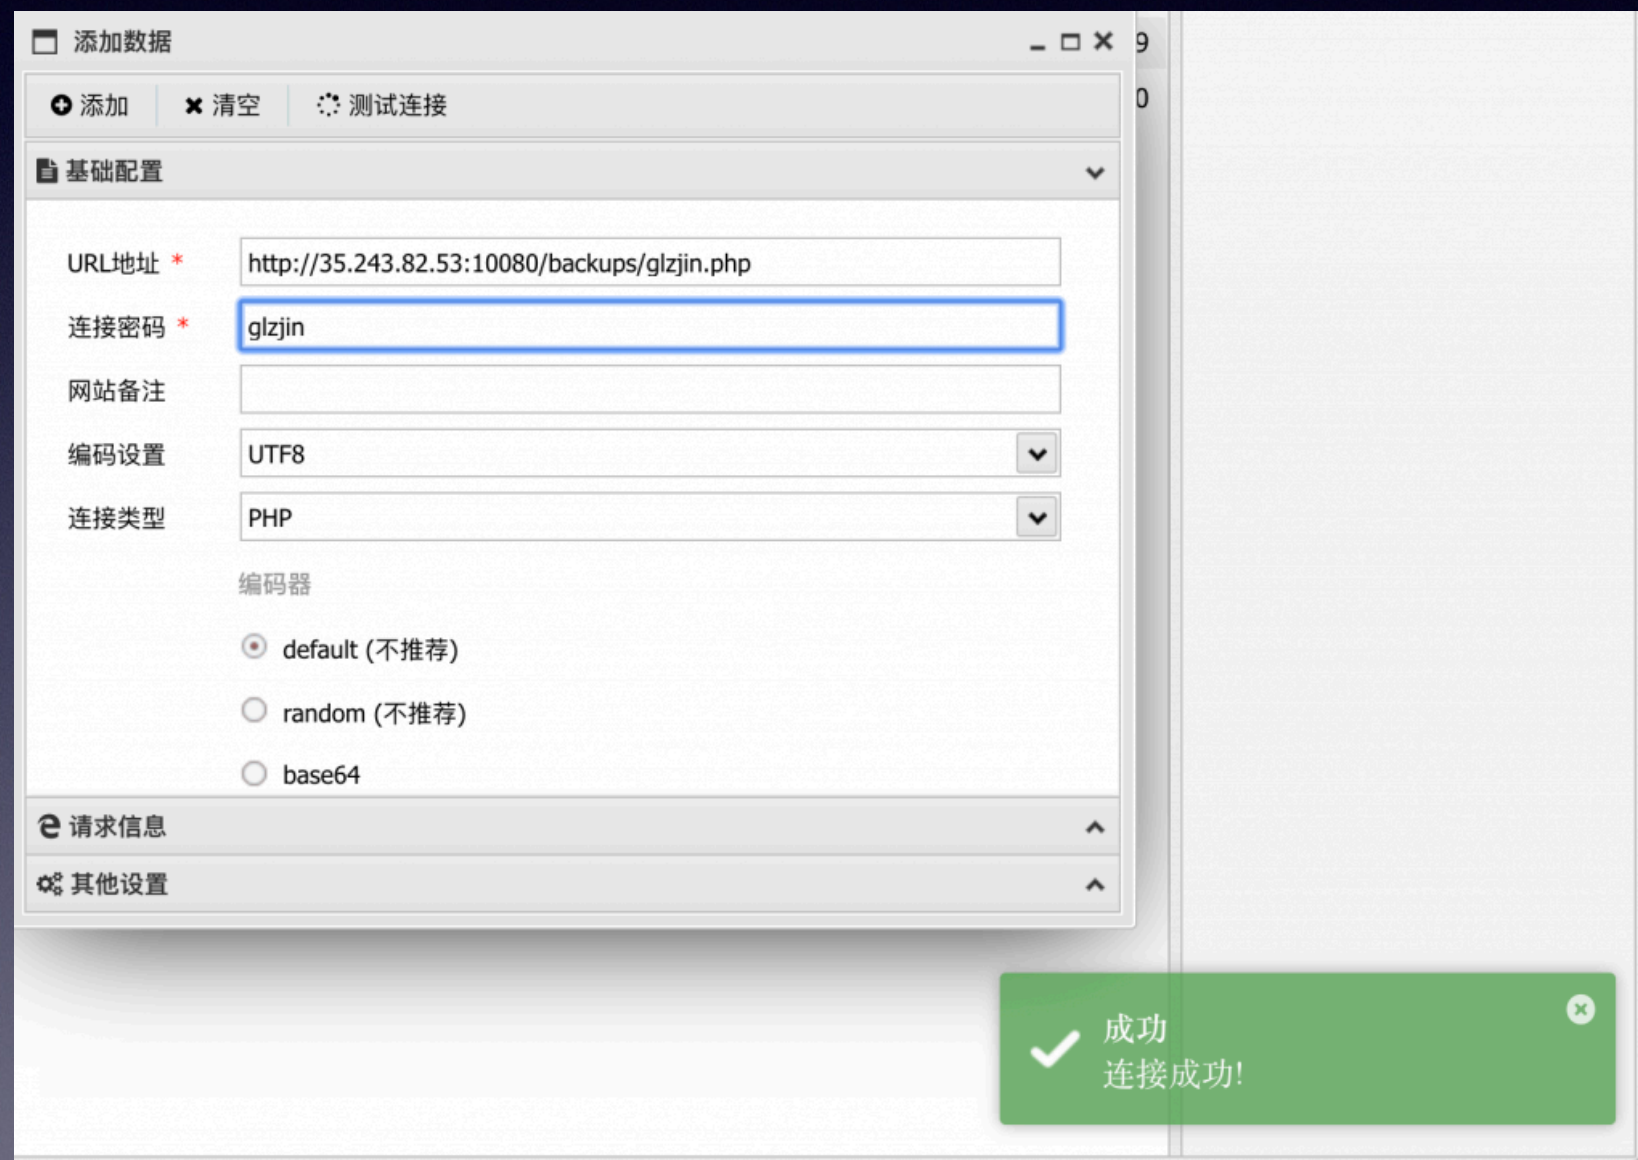 添加数据
9
添加 清空 测试连接
0
基础配置
URL地址 * http://35.243.82.53:10080/backups/glzjin.php
连接密码 * glzjin
网站备注
编码设置 UTF8
连接类型 PHP
编码器
default (不推荐)
random (不推荐)
base64
请求信息
其他设置
成功
连接成功!